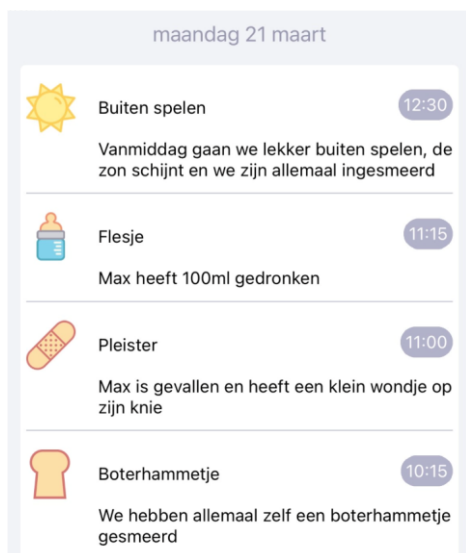 maandag 21 maart
Buiten spelen 12:30
Vanmiddag gaan we lekker buiten spelen, de
zon schijnt en we zijn allemaal ingesmeerd
Flesje 11:15
Max heeft 100ml gedronken
Pleister 11:00
Max is gevallen en heeft een klein wondje op
zijn knie
Boterhammetje 10:15
We hebben allemaal zelf een boterhammetje
gesmeerd